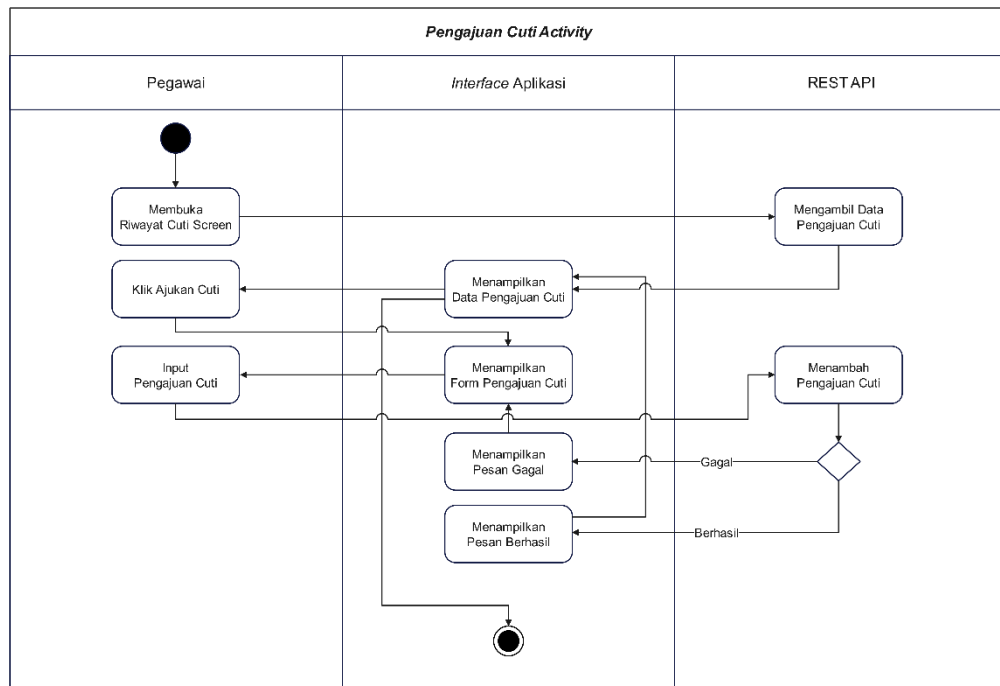 Pengajuan Cuti Activity
Pegawai
Interface Aplikasi
REST API
Membuka
Riwayat Cuti Screen
Mengambil Data
Pengajuan Cuti
Klik Ajukan Cuti
Menampilkan
Data Pengajuan Cuti
Input
Pengajuan Cuti
Menampilkan
Form Pengajuan Cuti
Menambah
Pengajuan Cuti
Menampilkan
Pesan Gagal
Gagal
Menampilkan
Pesan Berhasil
Berhasil